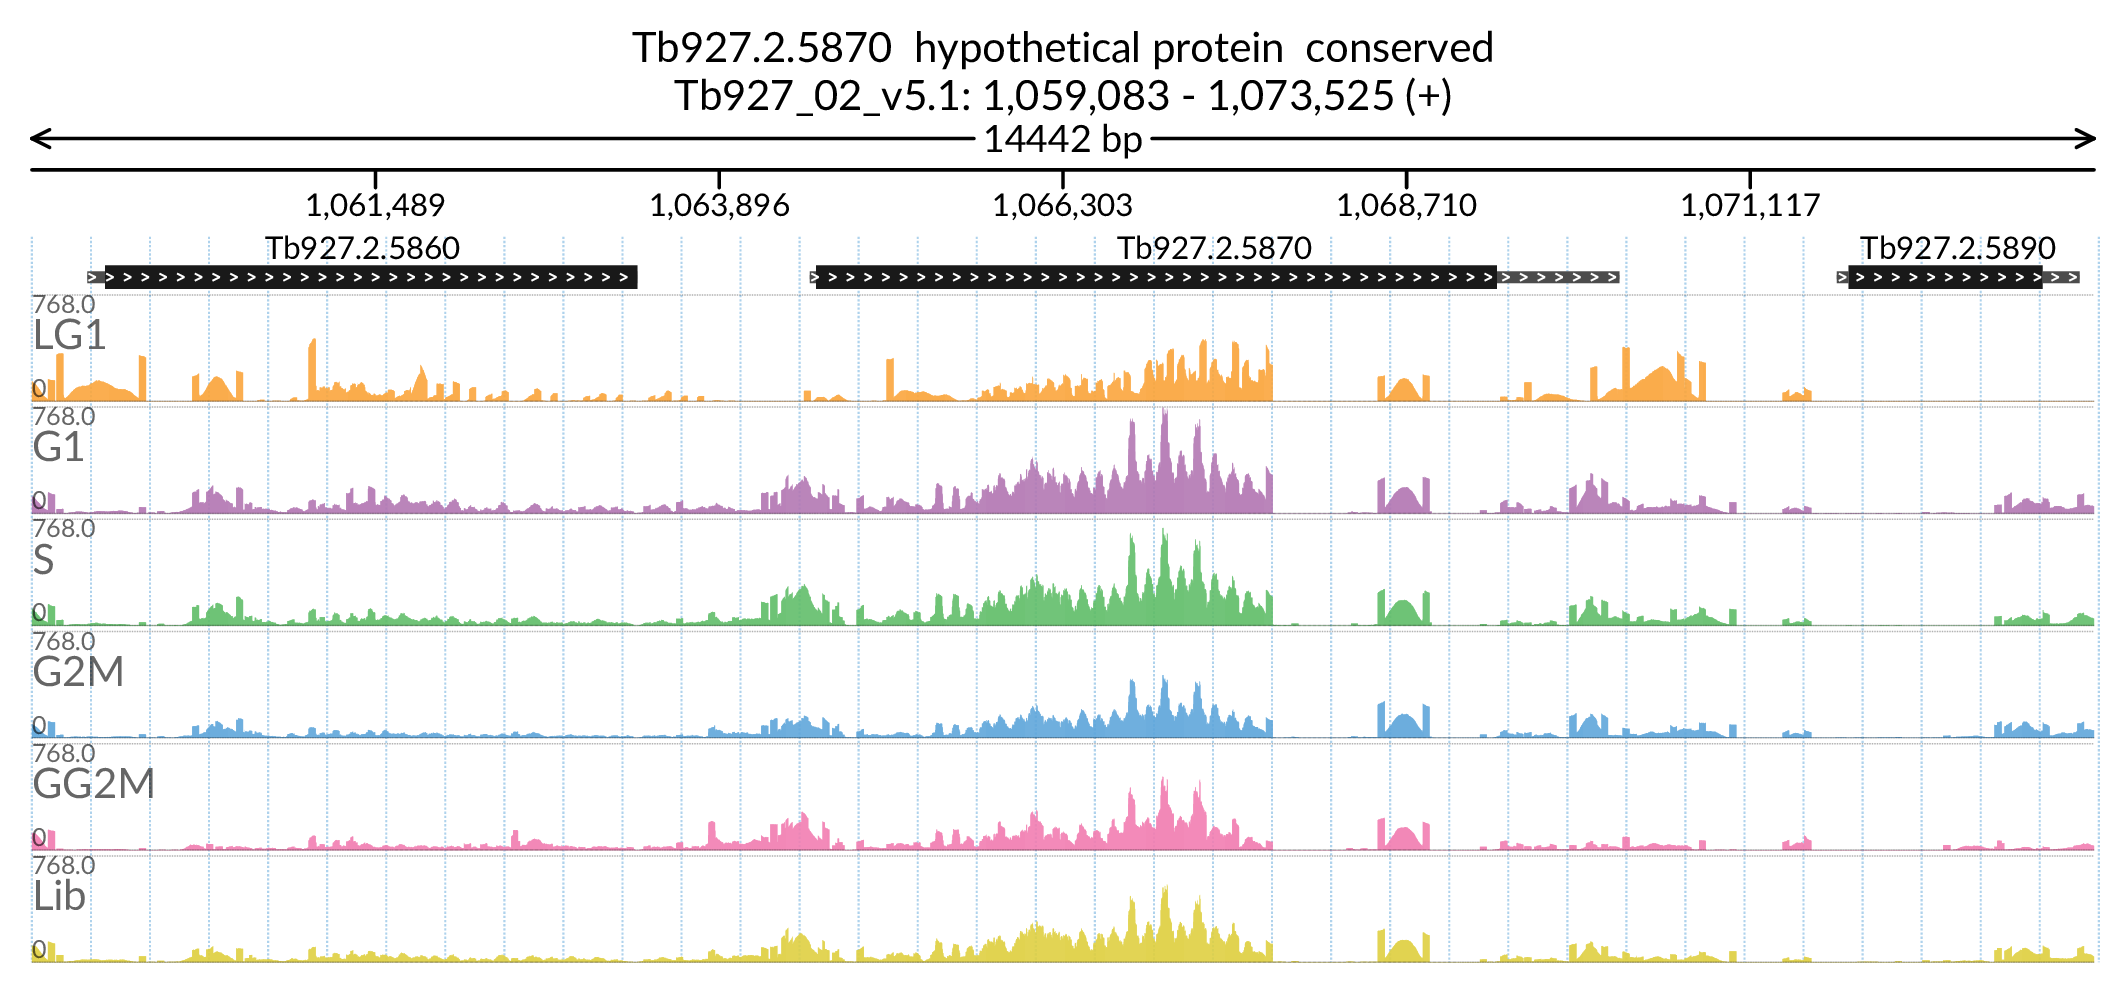 Tb927.2.5870  hypothetical protein  conserved
Tb927_02_v5.1: 1,059,083 - 1,073,525 (+)
14442 bp
1,061,489 1,063,896 1,066,303 1,068,710 1,071,117
Tb927.2.5860 Tb927.2.5870 Tb927.2.5890
768.0
LG1
0
768.0
G1
0
768.0
S
0
768.0
G2M
0
768.0
GG2M
0
768.0
Lib
0